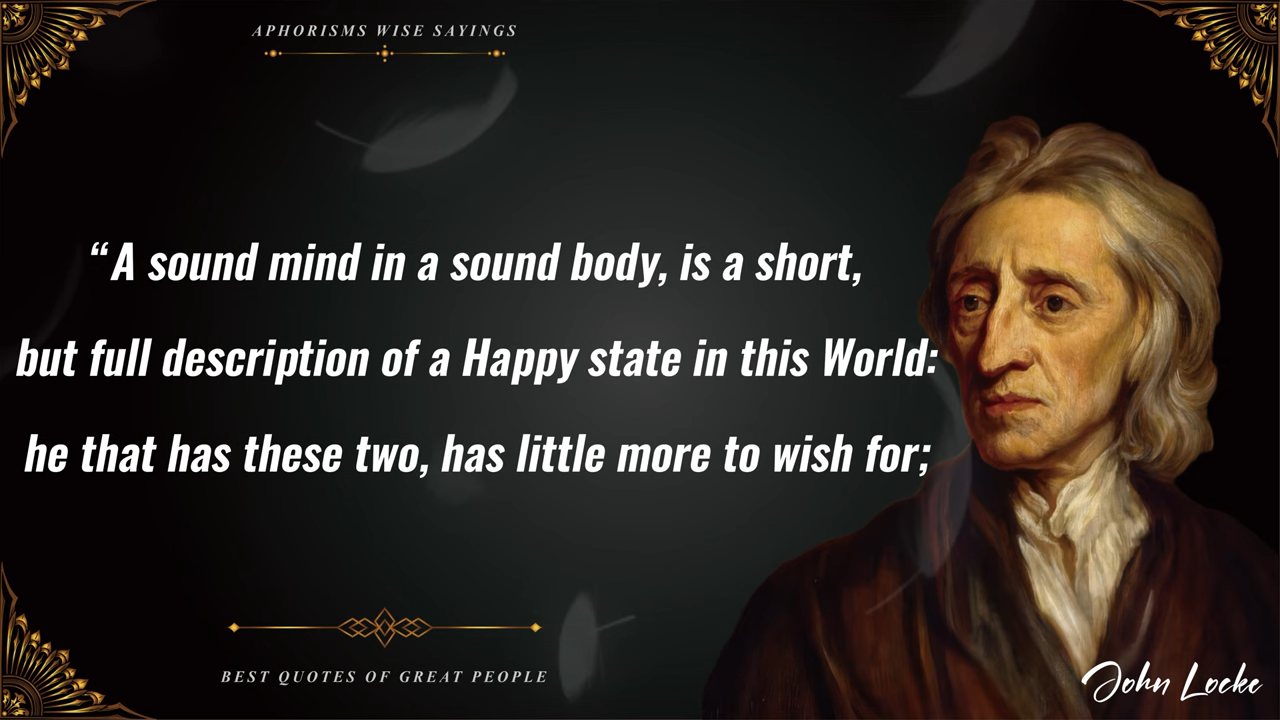 APHORISMS WISE SAYINGS
“A sound mind in a sound body, is a short,
but full description of a Happy state in this World:
he that has these two, has little more to wish for;
BEST QUOTES OF GREAT PEOPLE
John Locke